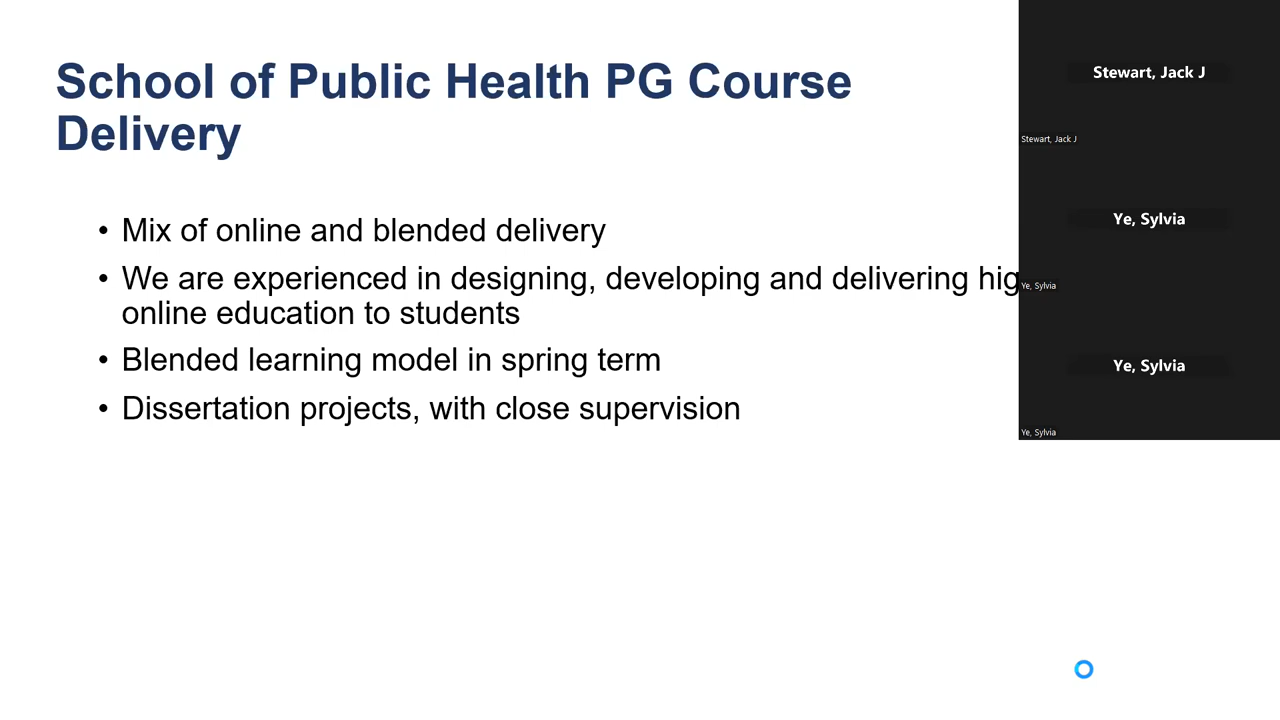 School of Public Health PG Course
Delivery
• Mix of online and blended delivery
• We are experienced in designing, developing and delivering hig
online education to students
• Blended learning model in spring term
• Dissertation projects, with close supervision
Stewart, Jack J
Stewart, Jack J
Ye, Sylvia
Ye, Sylvia
Ye, Sylvia
Ye, Sylvia